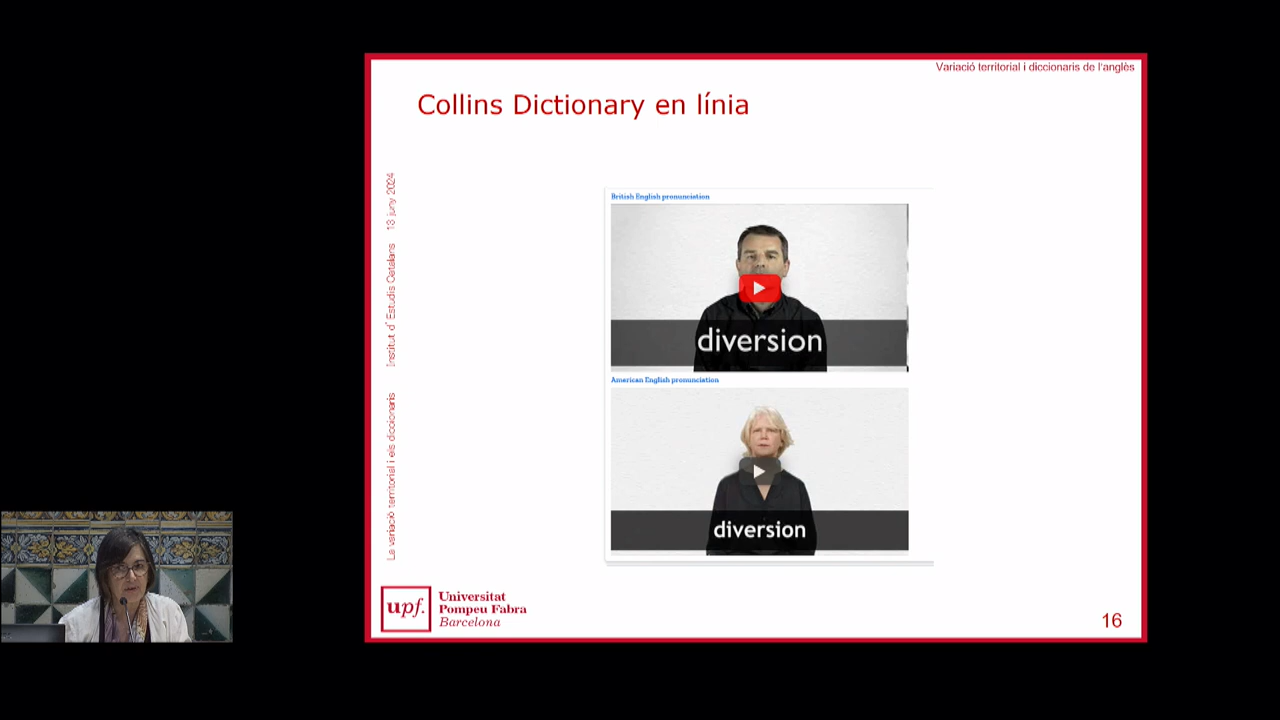 Variació territorial i diccionaris de l'anglès
Collins Dictionary en línia
La variació territorial i els diccionaris Institut d´Estudis Catalans 13 juny 2024
British English pronunciation
diversion
American English pronunciation
diversion
upf.
Universitat
Pompeu Fabra
Barcelona
16